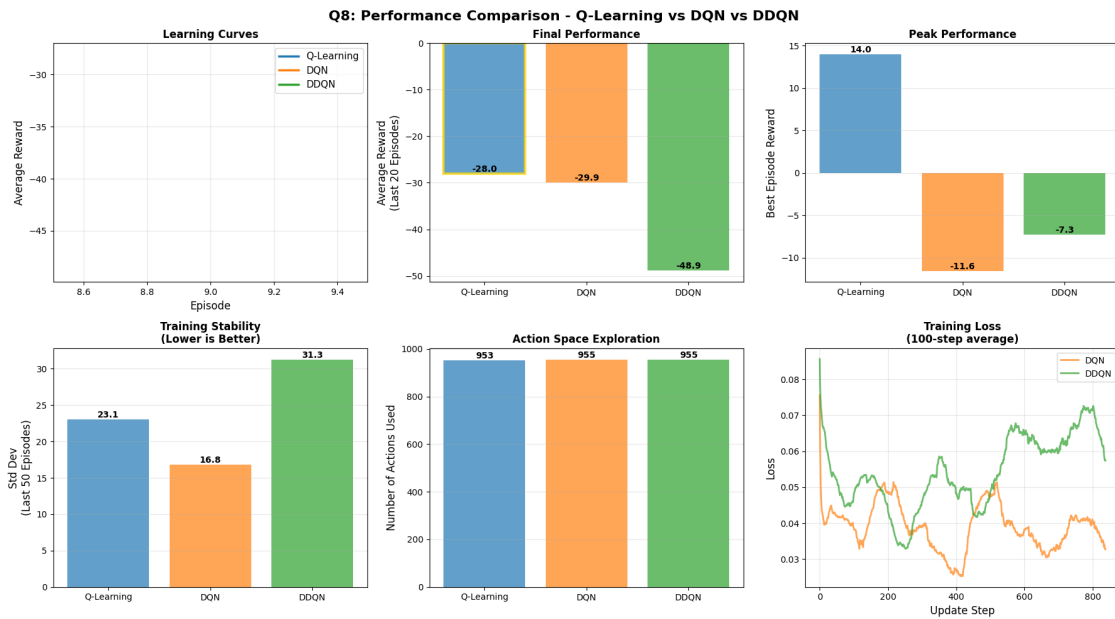 Q8: Performance Comparison - Q-Learning vs DQN vs DDQN
Learning Curves
Average Reward
−30
−35
−40
−45
8.6
8.8
9.0
9.2
9.4
Episode
Q-Learning
DQN
DDQN
Final Performance
Average Reward
(Last 20 Episodes)
0
−10
−20
−30
−40
−50
-28.0
-29.9
-48.9
Q-Learning
DQN
DDQN
Peak Performance
Best Episode Reward
15
10
5
0
−5
−10
14.0
-11.6
-7.3
Q-Learning
DQN
DDQN
Training Stability
(Lower is Better)
Std Dev
(Last 50 Episodes)
30
25
20
15
10
5
0
23.1
16.8
31.3
Q-Learning
DQN
DDQN
Action Space Exploration
Number of Actions Used
1000
800
600
400
200
0
953
955
955
Q-Learning
DQN
DDQN
Training Loss
(100-step average)
Loss
0.08
0.07
0.06
0.05
0.04
0.03
0
200
400
600
800
Update Step
DQN
DDQN